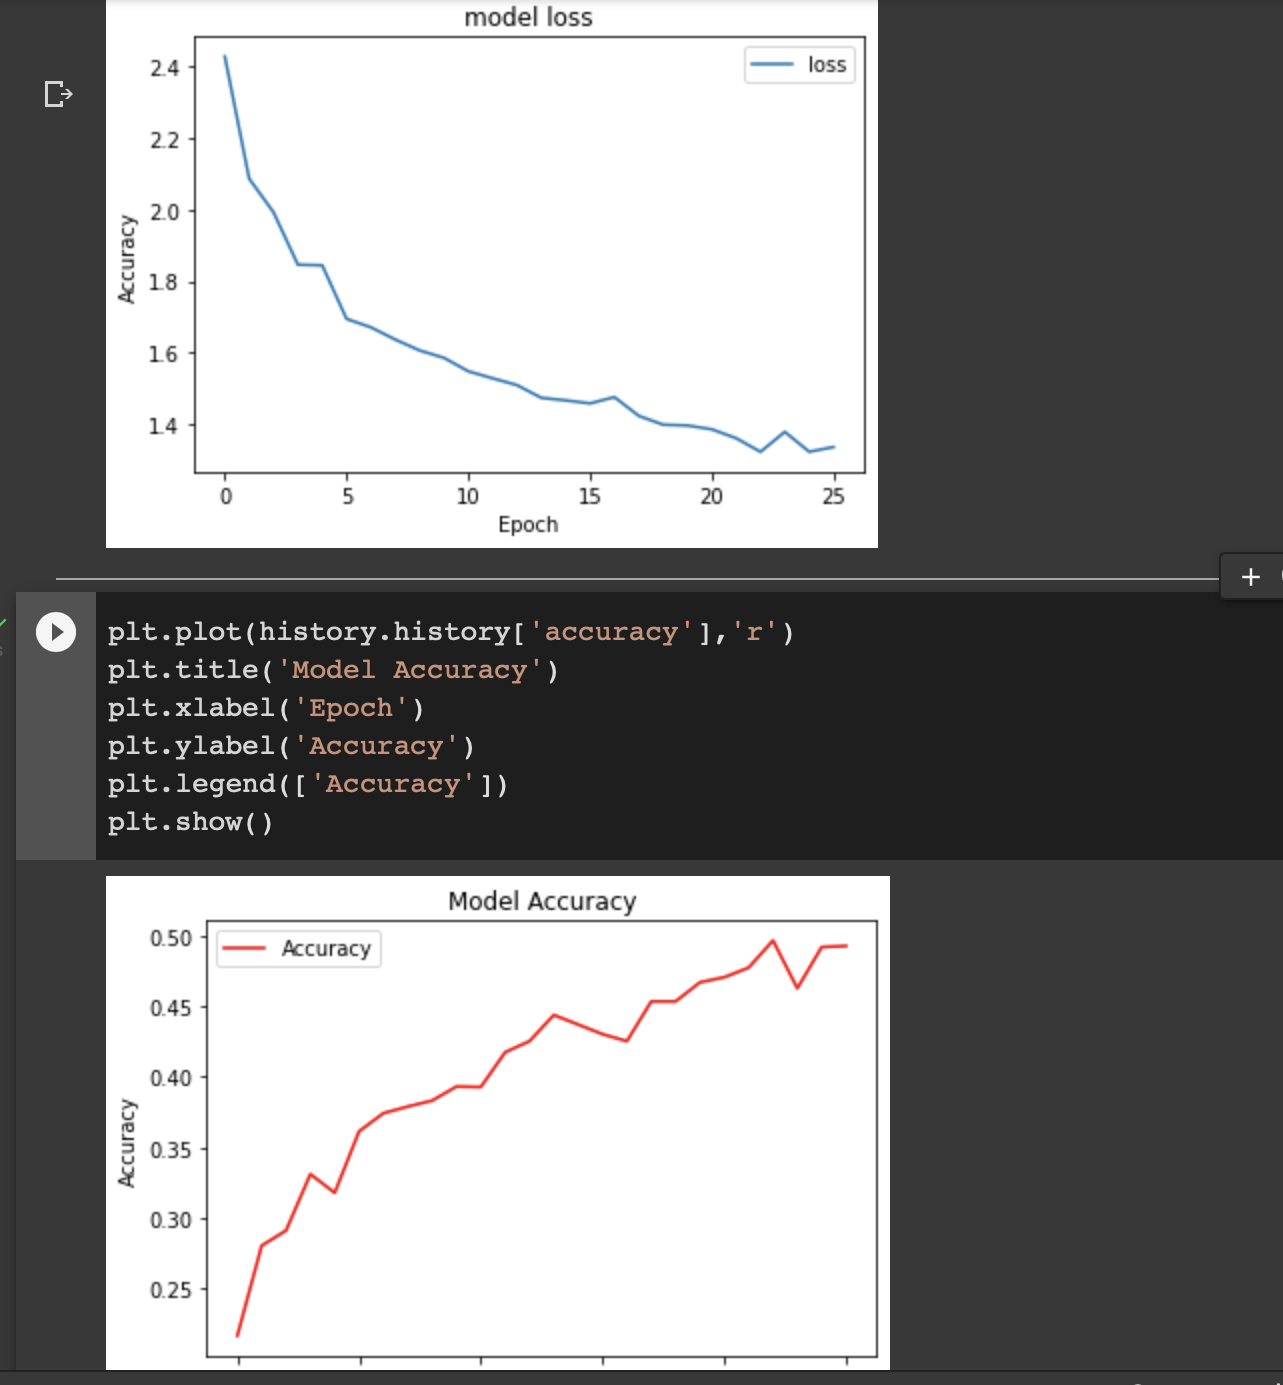 model loss
loss
2.4
2.2
2.0
1.8
1.6
1.4
Accuracy
0 5 10 15 20 25
Epoch
+
plt.plot(history.history['accuracy'],'r')
plt.title('Model Accuracy')
plt.xlabel('Epoch')
plt.ylabel('Accuracy')
plt.legend(['Accuracy'])
plt.show()
Model Accuracy
Accuracy
0.50
0.45
0.40
0.35
0.30
0.25
Accuracy